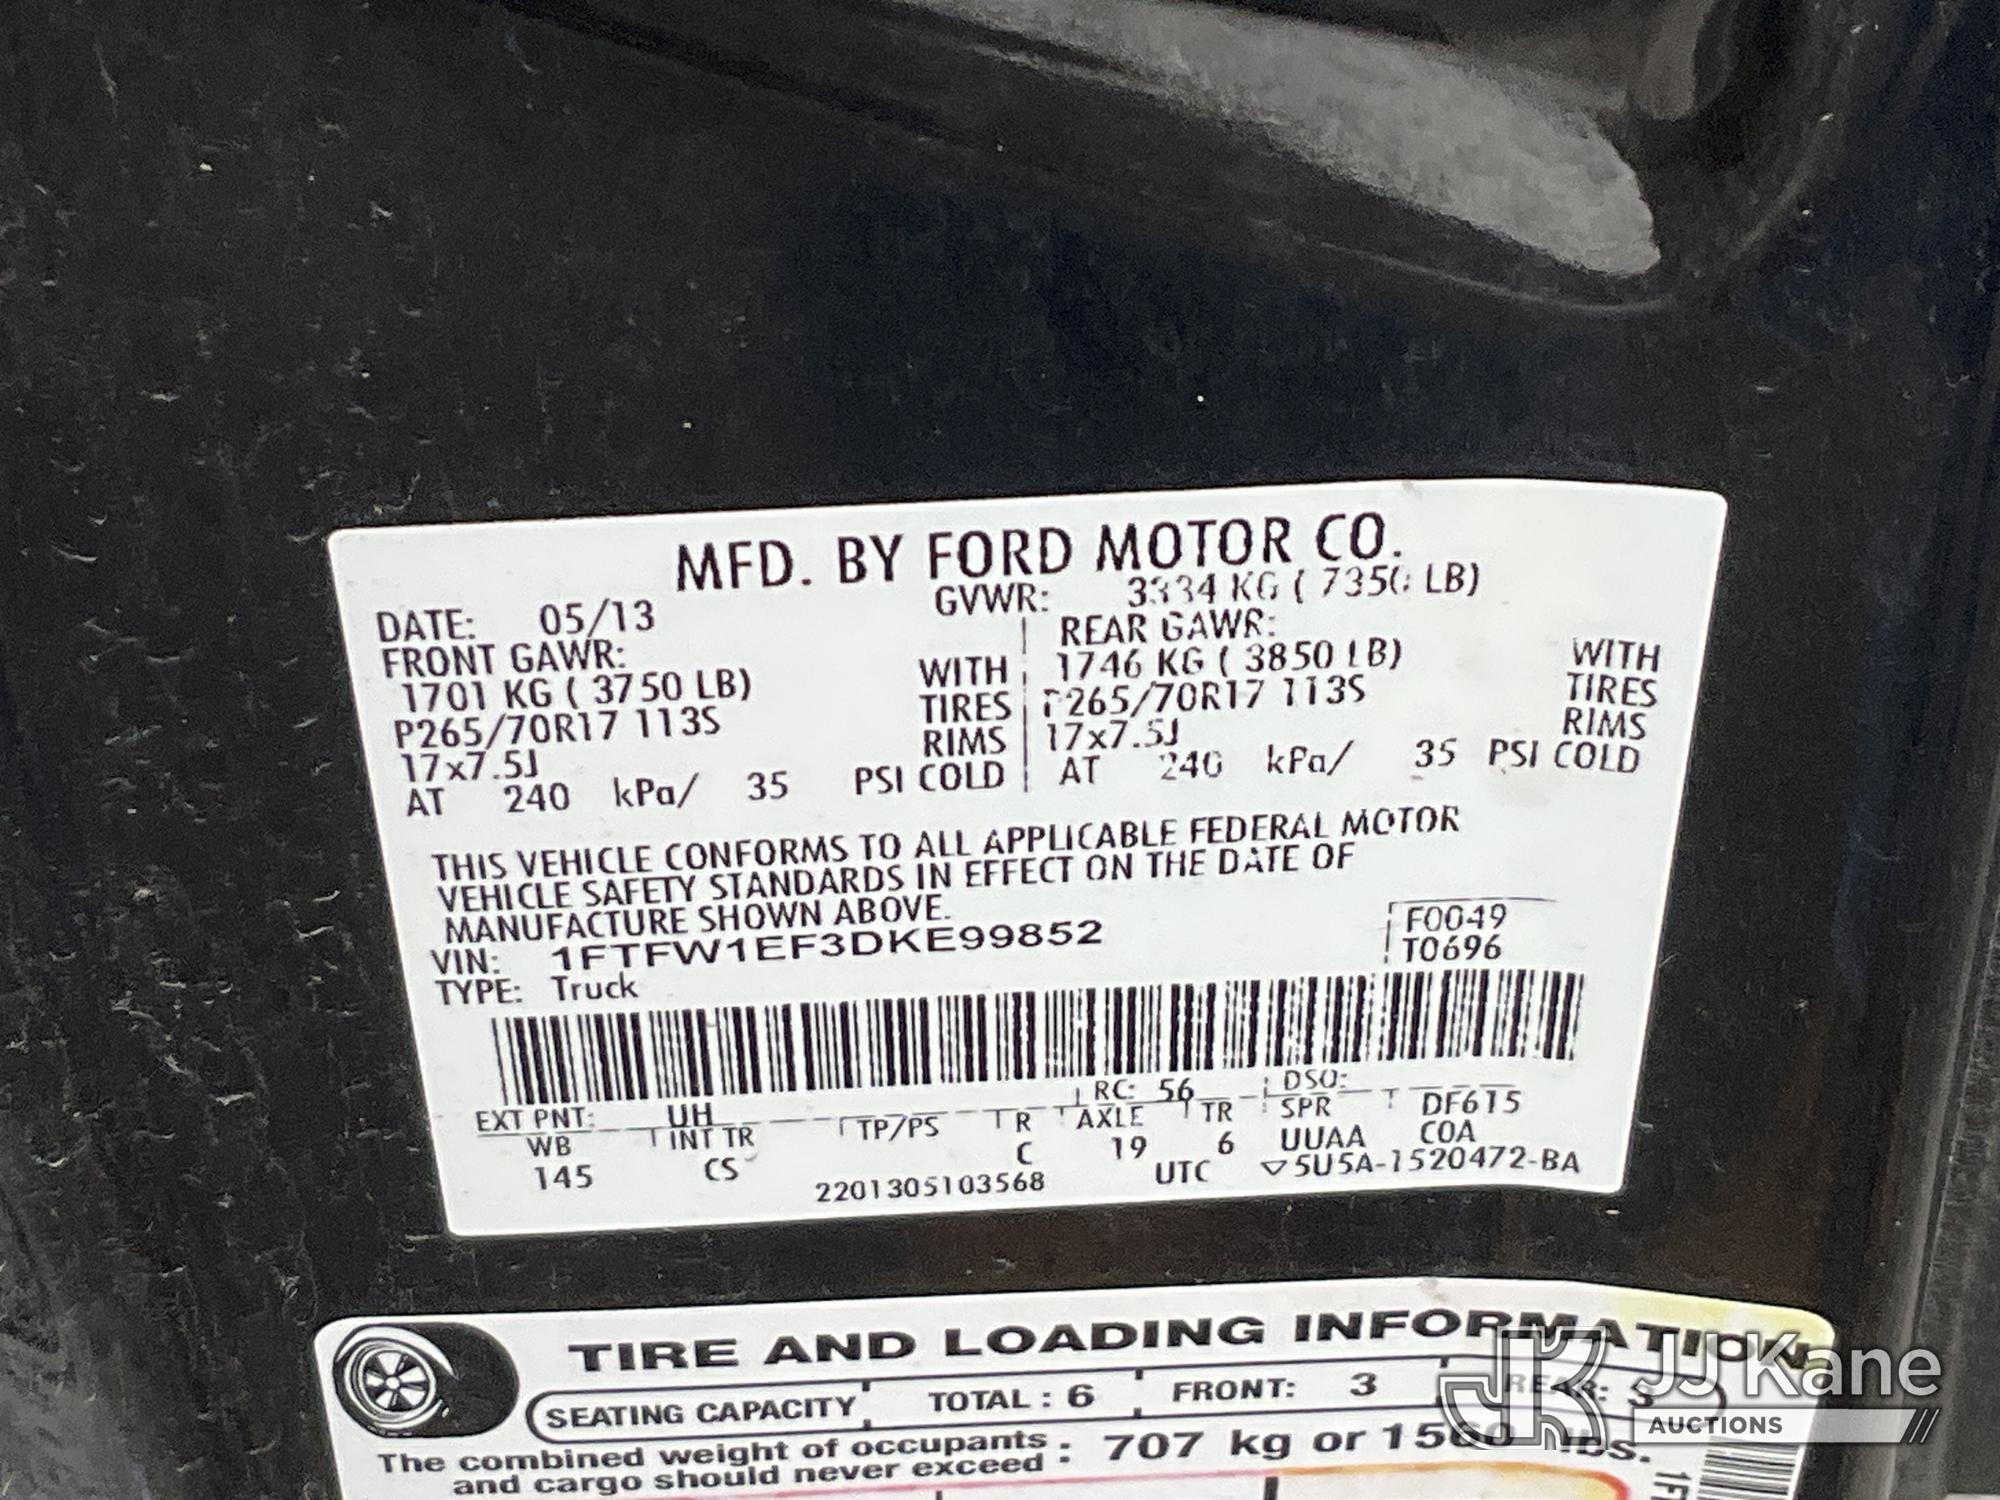 MFD. BY FORD MOTOR CO.
DATE: 05/13 GVWR: 3334 KG ( 7350 LB)
FRONT GAWR: REAR GAWR:
1701 KG ( 3750 LB) WITH 1746 KG ( 3850 LB) WITH
P265/70R17 113S TIRES P265/70R17 113S TIRES
17x7.5J RIMS 17x7.5J RIMS
AT 240 kPa/ 35 PSI COLD AT 240 kPa/ 35 PSI COLD
THIS VEHICLE CONFORMS TO ALL APPLICABLE FEDERAL MOTOR
VEHICLE SAFETY STANDARDS IN EFFECT ON THE DATE OF
MANUFACTURE SHOWN ABOVE.
VIN: 1FTFW1EF3DKE99852 F0049
TYPE: Truck T0696
EXT PNT: UH RC: 56 DSO:
WB INT TR TP/PS R AXLE TR SPR DF615
145 CS C 19 6 UUAA COA
2201305103568 UTC ▽5U5A-1520472-BA
TIRE AND LOADING INFORMATION
SEATING CAPACITY TOTAL : 6 FRONT: 3 REAR: 3
The combined weight of occupants : 707 kg or 1560 lbs.
and cargo should never exceed :
JJ Kane
AUCTIONS